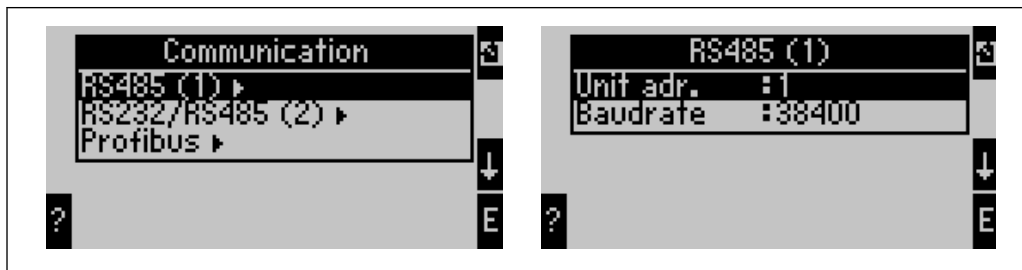 Communication
RS485 (1)
RS232/RS485 (2)
Profibus
?
E
RS485 (1)
Unit adr. :1
Baudrate :38400
?
E